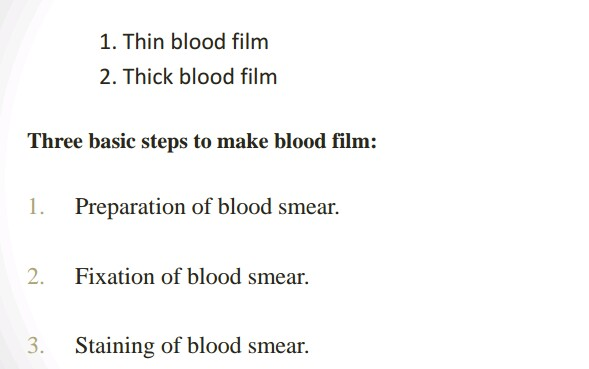 1. Thin blood film
2. Thick blood film
Three basic steps to make blood film:
1. Preparation of blood smear.
2. Fixation of blood smear.
3. Staining of blood smear.